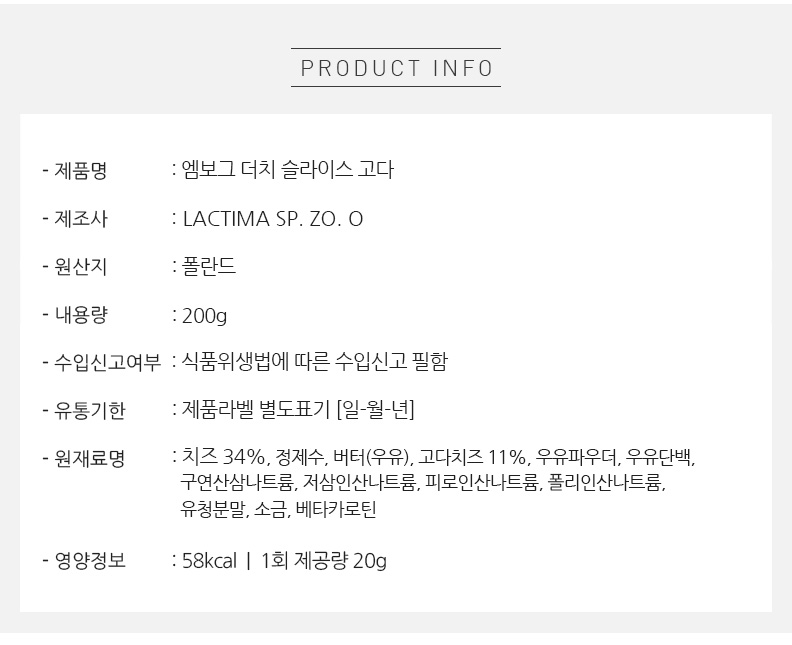 PRODUCT INFO
- 제품명 : 엠보그 더치 슬라이스 고다
- 제조사 : LACTIMA SP. ZO. O
- 원산지 : 폴란드
- 내용량 : 200g
- 수입신고여부 : 식품위생법에 따른 수입신고 필함
- 유통기한 : 제품라벨 별도표기 [일-월-년]
- 원재료명 : 치즈 34%, 정제수, 버터(우유), 고다치즈 11%, 우유파우더, 우유단백,
구연산삼나트륨, 저삼인산나트륨, 피로인산나트륨, 폴리인산나트륨,
유청분말, 소금, 베타카로틴
- 영양정보 : 58kcal | 1회 제공량 20g